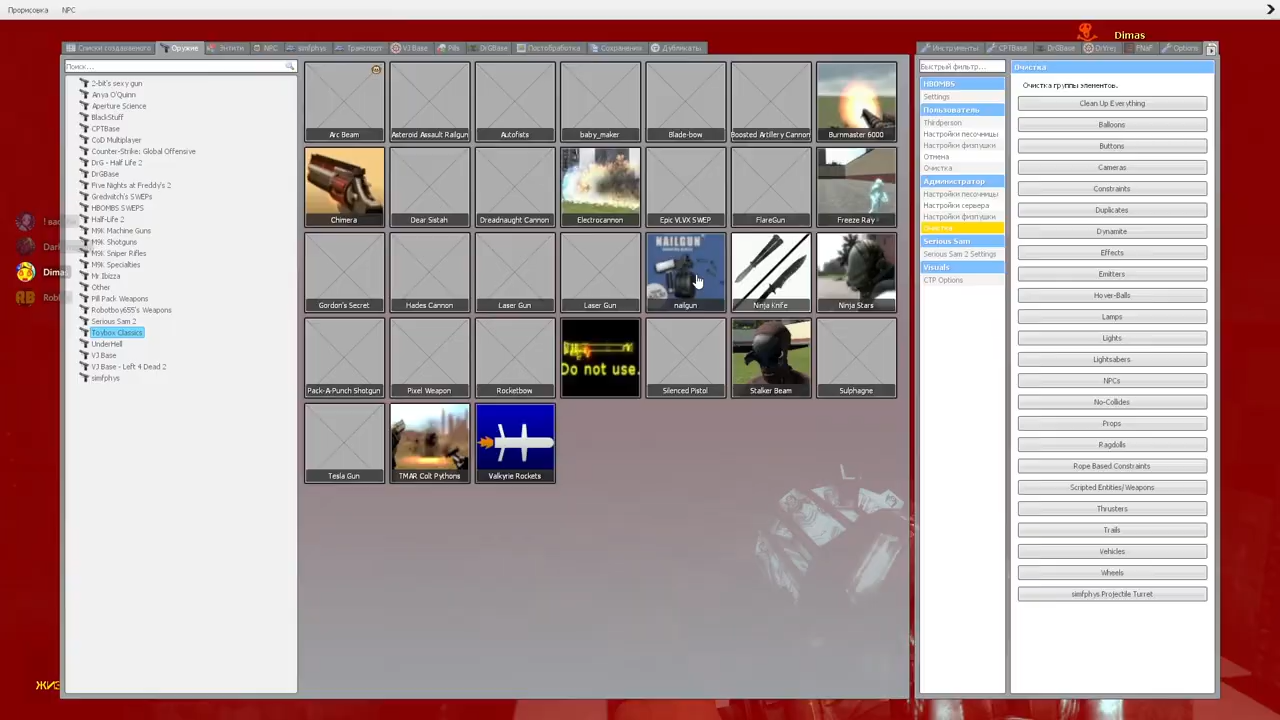 Прорисовка NPC
Списки создаваемого Оружие Энтити NPC simfphys Транспорт VJ Base Pills DrGBase Постобработка Сохранения Дубликаты
Поиск...
2-bit's sexy gun
Anya O'Quinn
Aperture Science
BlackStuff
CPTBase
CoD Multiplayer
Counter-Strike: Global Offensive
DrG - Half Life 2
DrGBase
Five Nights at Freddy's 2
Gredwitch's SWEPs
HBOMBS SWEPS
Half-Life 2
M9K Machine Guns
M9K Shotguns
M9K Sniper Rifles
M9K Specialties
Mr Ibizza
Other
Pill Pack Weapons
Robotboy655's Weapons
Serious Sam 2
Toybox Classics
UnderHell
VJ Base
VJ Base - Left 4 Dead 2
simfphys
Arc Beam Asteroid Assault Railgun Autofists baby_maker Blade-bow Boosted Artillery Cannon Burnmaster 6000
Chimera Dear Sistah Dreadnaught Cannon Electrocannon Epic VLVX SWEP FlareGun Freeze Ray
NAILGUN
Gordon's Secret Hades Cannon Laser Gun Laser Gun nailgun Ninja Knife Ninja Stars
Do not use.
Pack-A-Punch Shotgun Pixel Weapon Rocketbow Silenced Pistol Stalker Beam Sulphagne
Tesla Gun TMAR Colt Pythons Valkyrie Rockets
Dimas
Инструменты CPTBase DrGBase FNaF Options
Быстрый фильтр...
HBOMBS
Settings
Пользователь
Thirdperson
Настройки песочницы
Настройки физпушки
Отмена
Очистка
Администратор
Настройки песочницы
Настройки сервера
Настройки физпушки
Очистка
Serious Sam
Serious Sam 2 Settings
Visuals
CTP Options
Очистка
Очистка группы элементов.
Clean Up Everything
Balloons
Buttons
Cameras
Constraints
Duplicates
Dynamite
Effects
Emitters
Hover-Balls
Lamps
Lights
Lightsabers
NPCs
No-Collides
Props
Ragdolls
Rope Based Constraints
Scripted Entities/Weapons
Thrusters
Trails
Vehicles
Wheels
simfphys Projectile Turret
Dimas